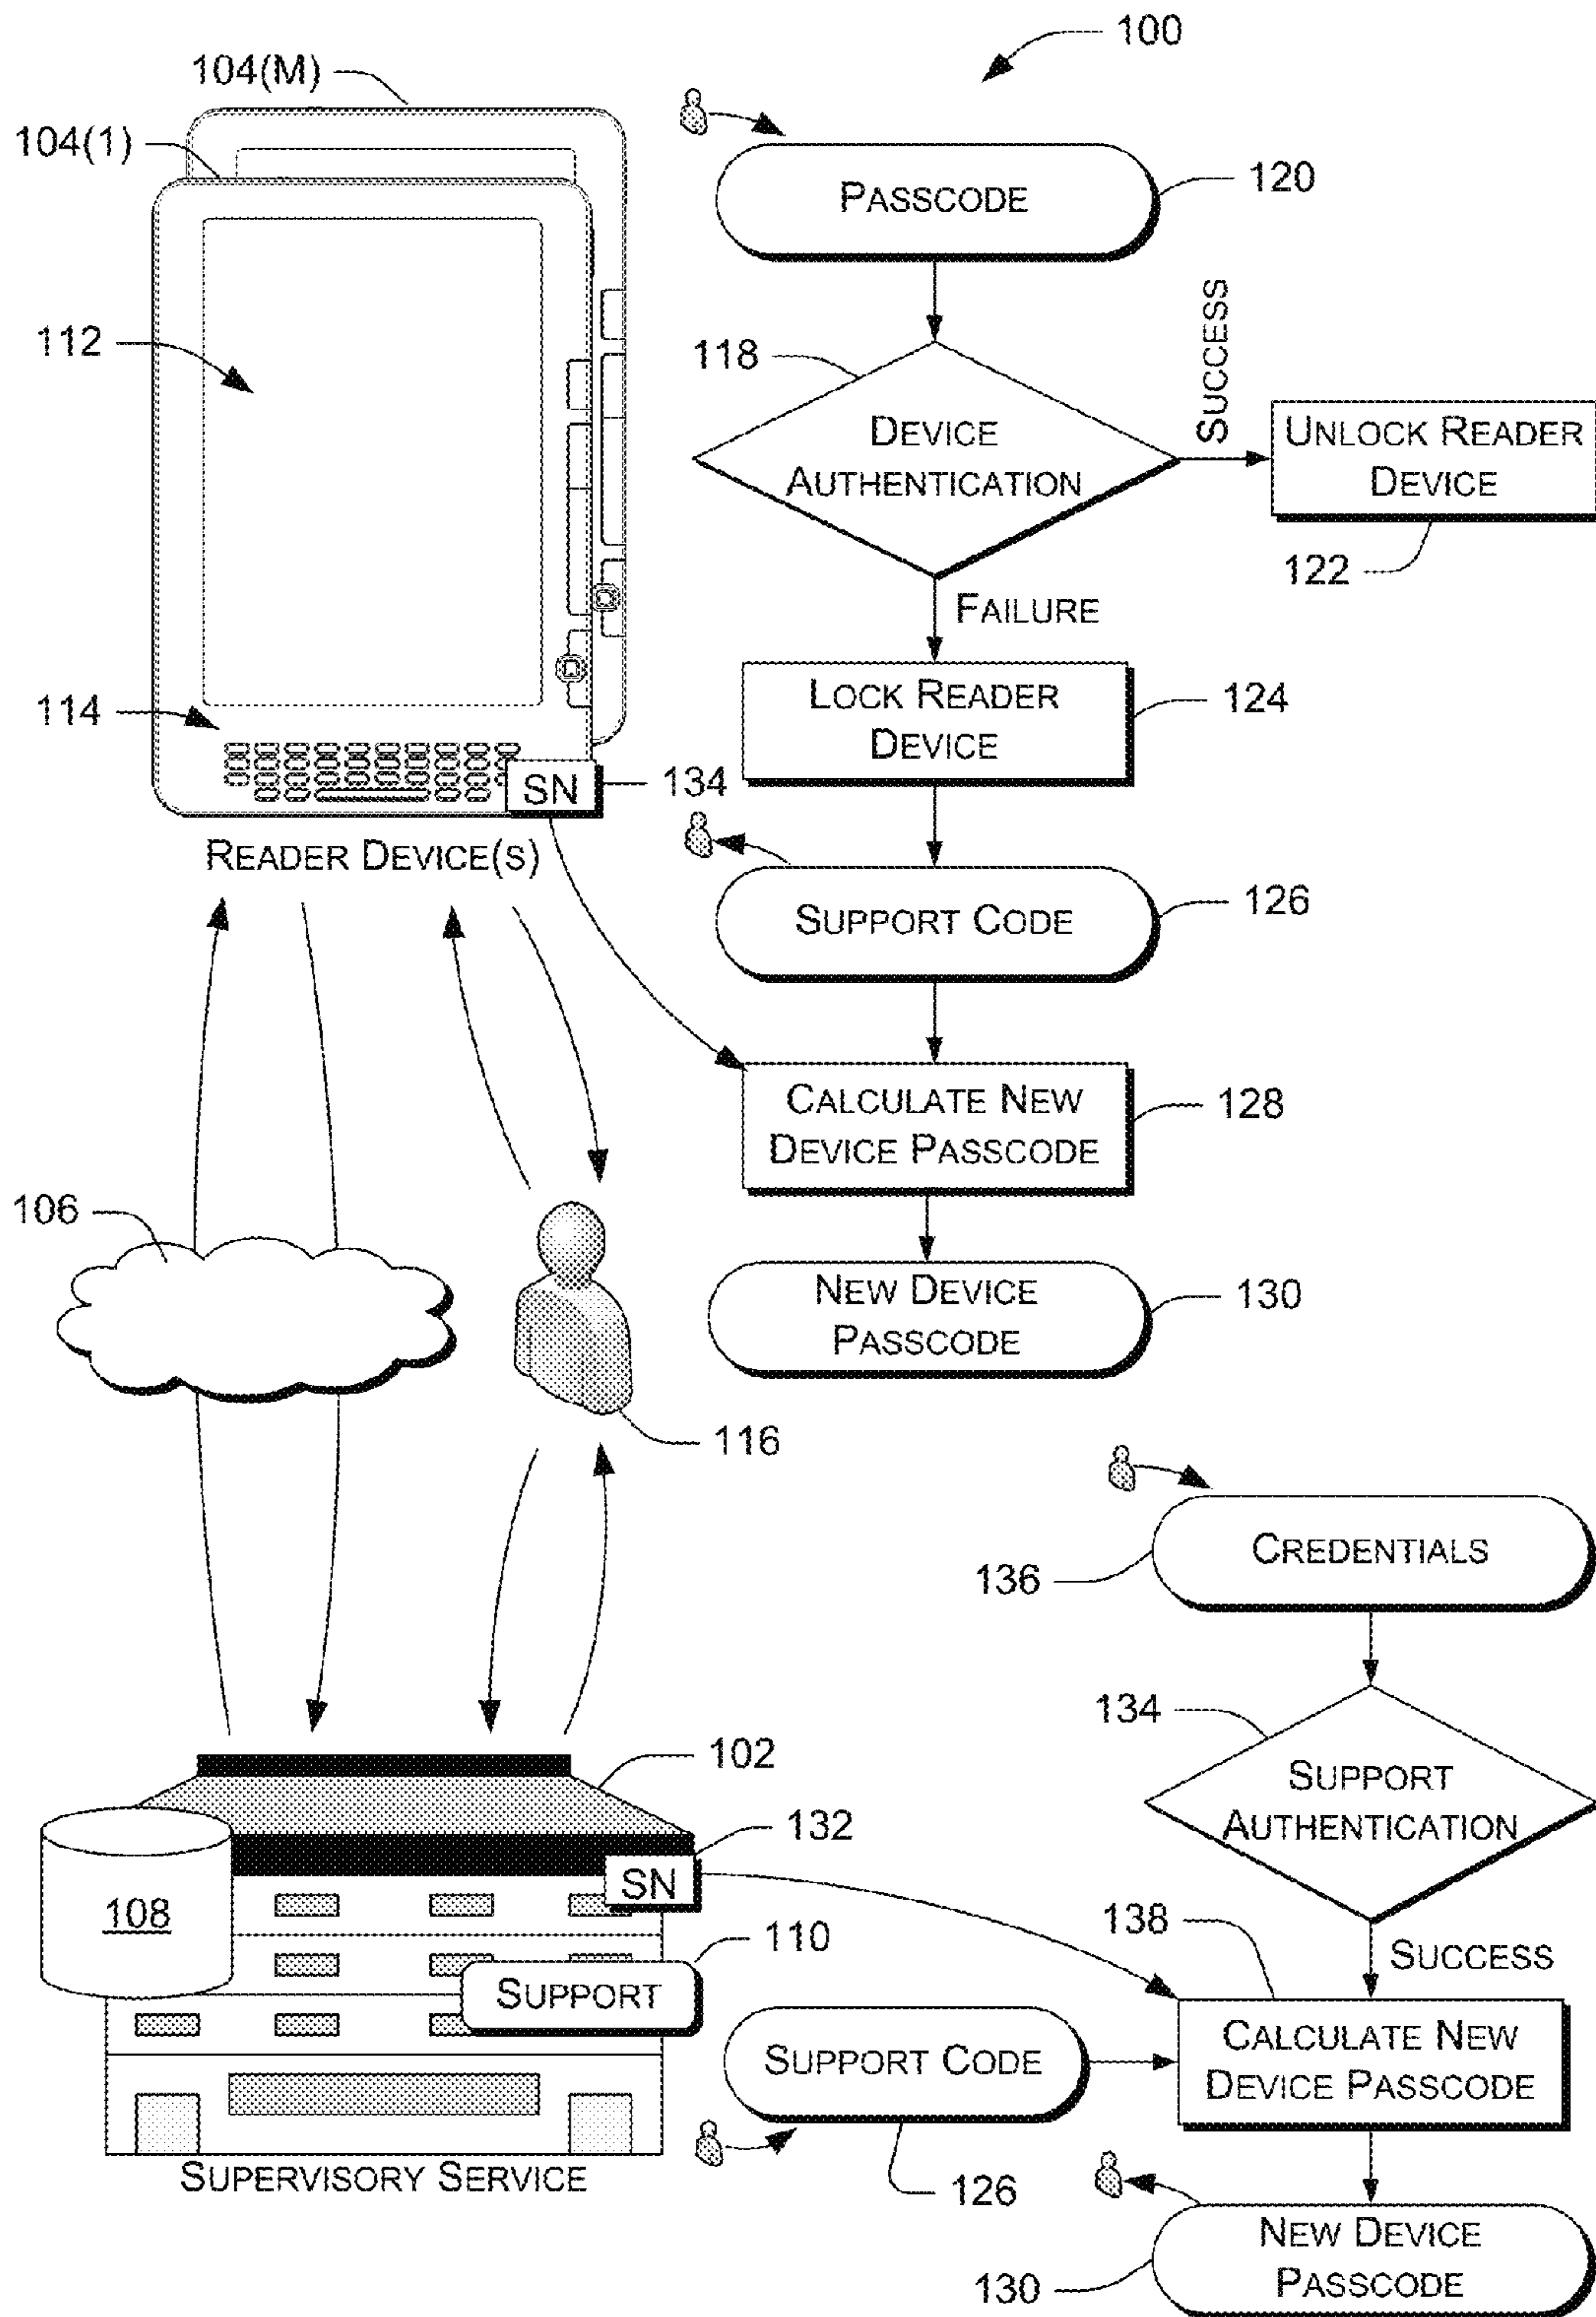 100
104(M)
104(1)
PASSCODE
120
112
118
DEVICE
AUTHENTICATION
SUCCESS
UNLOCK READER
DEVICE
122
FAILURE
114
LOCK READER
DEVICE
124
SN
134
READER DEVICE(S)
SUPPORT CODE
126
CALCULATE NEW
DEVICE PASSCODE
128
106
NEW DEVICE
PASSCODE
130
116
CREDENTIALS
136
134
SUPPORT
AUTHENTICATION
102
132
SN
108
138
SUCCESS
110
SUPPORT
SUPPORT CODE
126
CALCULATE NEW
DEVICE PASSCODE
SUPERVISORY SERVICE
NEW DEVICE
PASSCODE
130